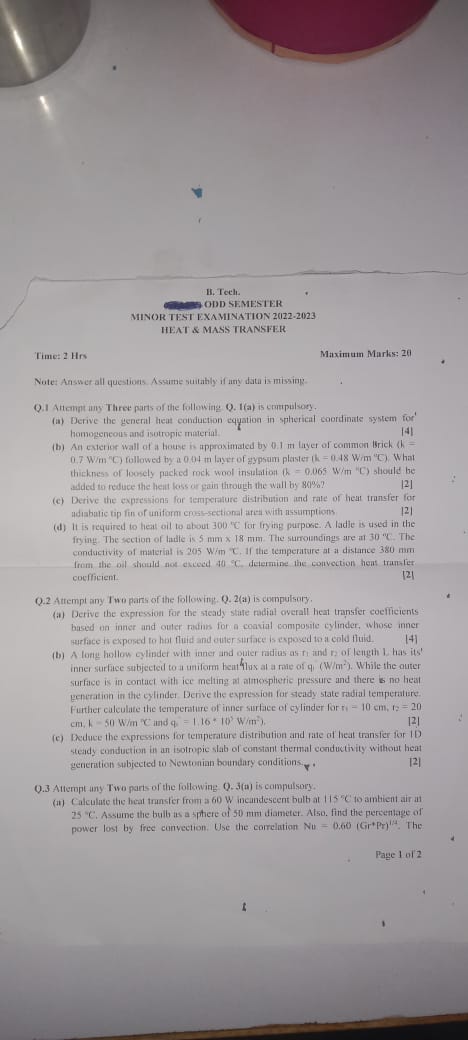 B. Tech.
ODD SEMESTER
MINOR TEST EXAMINATION 2022-2023
HEAT & MASS TRANSFER
Time: 2 Hrs Maximum Marks: 20
Note: Answer all questions. Assume suitably if any data is missing.
Q.1 Attempt any Three parts of the following. Q. 1(a) is compulsory.
(a) Derive the general heat conduction equation in spherical coordinate system for
homogeneous and isotropic material. [4]
(b) An exterior wall of a house is approximated by 0.1 m layer of common Brick (k =
0.7 W/m °C) followed by a 0.04 m layer of gypsum plaster (k = 0.48 W/m °C). What
thickness of loosely packed rock wool insulation (k = 0.065 W/m °C) should be
added to reduce the heat loss or gain through the wall by 80%? [2]
(c) Derive the expressions for temperature distribution and rate of heat transfer for
adiabatic tip fin of uniform cross-sectional area with assumptions. [2]
(d) It is required to heat oil to about 300 °C for frying purpose. A ladle is used in the
frying. The section of ladle is 5 mm x 18 mm. The surroundings are at 30 °C. The
conductivity of material is 205 W/m °C. If the temperature at a distance 380 mm
from the oil should not exceed 40 °C, determine the convection heat transfer
coefficient. [2]
Q.2 Attempt any Two parts of the following. Q. 2(a) is compulsory.
(a) Derive the expression for the steady state radial overall heat transfer coefficients
based on inner and outer radius for a coaxial composite cylinder, whose inner
surface is exposed to hot fluid and outer surface is exposed to a cold fluid. [4]
(b) A long hollow cylinder with inner and outer radius as r₁ and r₂ of length L has its'
inner surface subjected to a uniform heat flux at a rate of (W/m²). While the outer
surface is in contact with ice melting at atmospheric pressure and there is no heat
generation in the cylinder. Derive the expression for steady state radial temperature.
Further calculate the temperature of inner surface of cylinder for r₁ = 10 cm, r₂ = 20
cm, k = 50 W/m °C and = 1.16 * 10⁵ W/m²). [2]
(c) Deduce the expressions for temperature distribution and rate of heat transfer for 1D
steady conduction in an isotropic slab of constant thermal conductivity without heat
generation subjected to Newtonian boundary conditions. [2]
Q.3 Attempt any Two parts of the following. Q. 3(a) is compulsory.
(a) Calculate the heat transfer from a 60 W incandescent bulb at 115 °C to ambient air at
25 °C. Assume the bulb as a sphere of 50 mm diameter. Also, find the percentage of
power lost by free convection. Use the correlation Nu = 0.60 (Gr*Pr)¹/⁴. The
Page 1 of 2